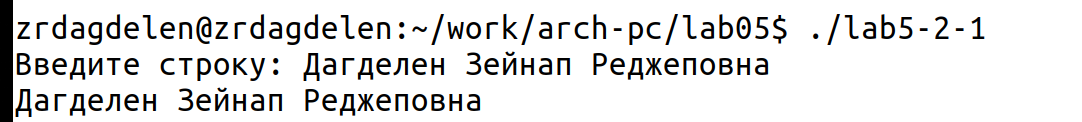 zrdagdelen@zrdagdelen:~/work/arch-pc/lab05$ ./lab5-2-1
Введите строку: Дагделен Зейнап Реджеповна
Дагделен Зейнап Реджеповна